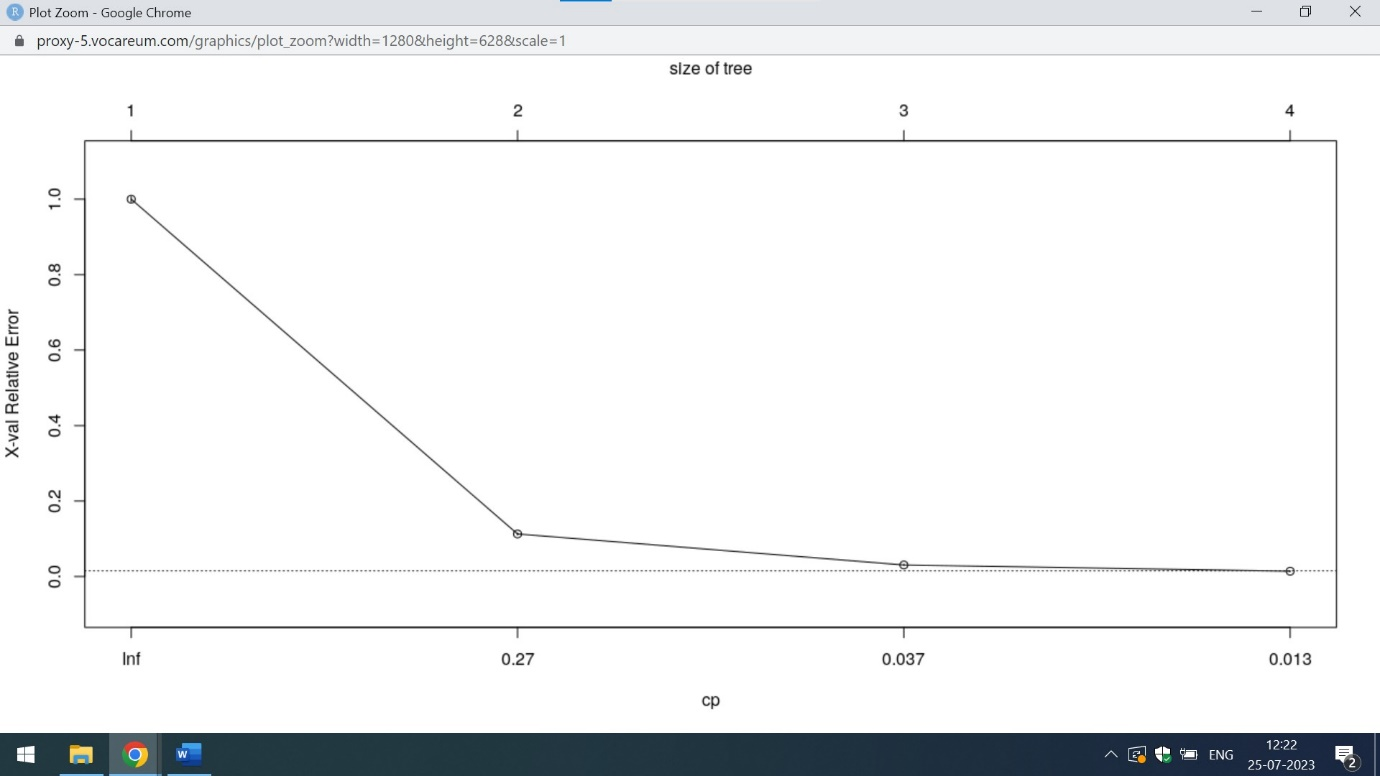 R Plot Zoom - Google Chrome
proxy-5.vocareum.com/graphics/plot_zoom?width=1280&height=628&scale=1
size of tree
1 2 3 4
X-val Relative Error
1.0
0.8
0.6
0.4
0.2
0.0
Inf 0.27 0.037 0.013
cp
W
ENG
12:22
25-07-2023
2